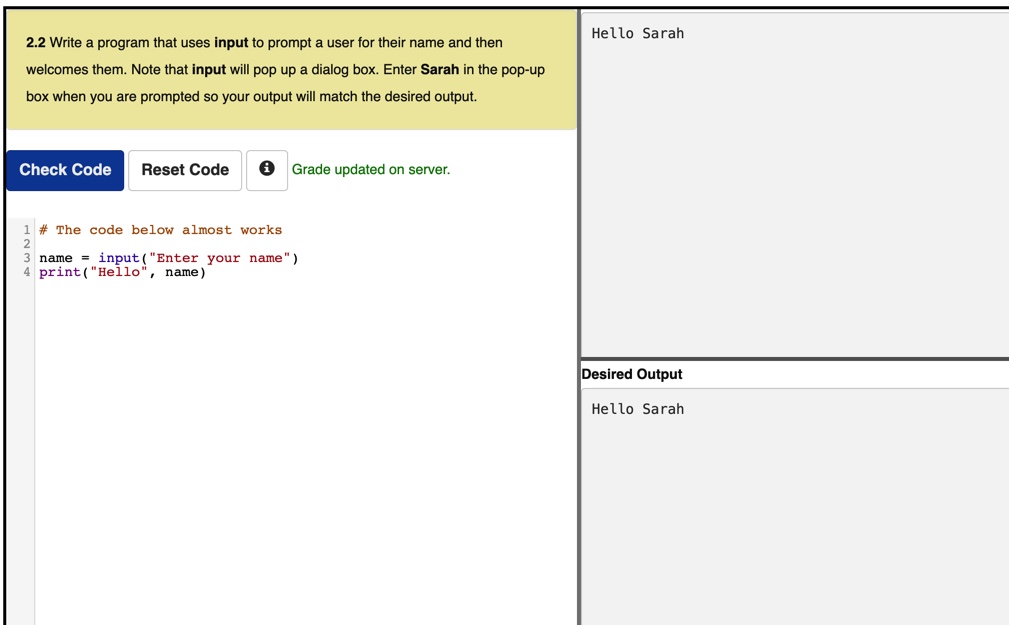 2.2 Write a program that uses input to prompt a user for their name and then
welcomes them. Note that input will pop up a dialog box. Enter Sarah in the pop-up
box when you are prompted so your output will match the desired output.
Check Code Reset Code Grade updated on server.
1 # The code below almost works
2
3 name = input("Enter your name")
4 print("Hello", name)
Hello Sarah
Desired Output
Hello Sarah